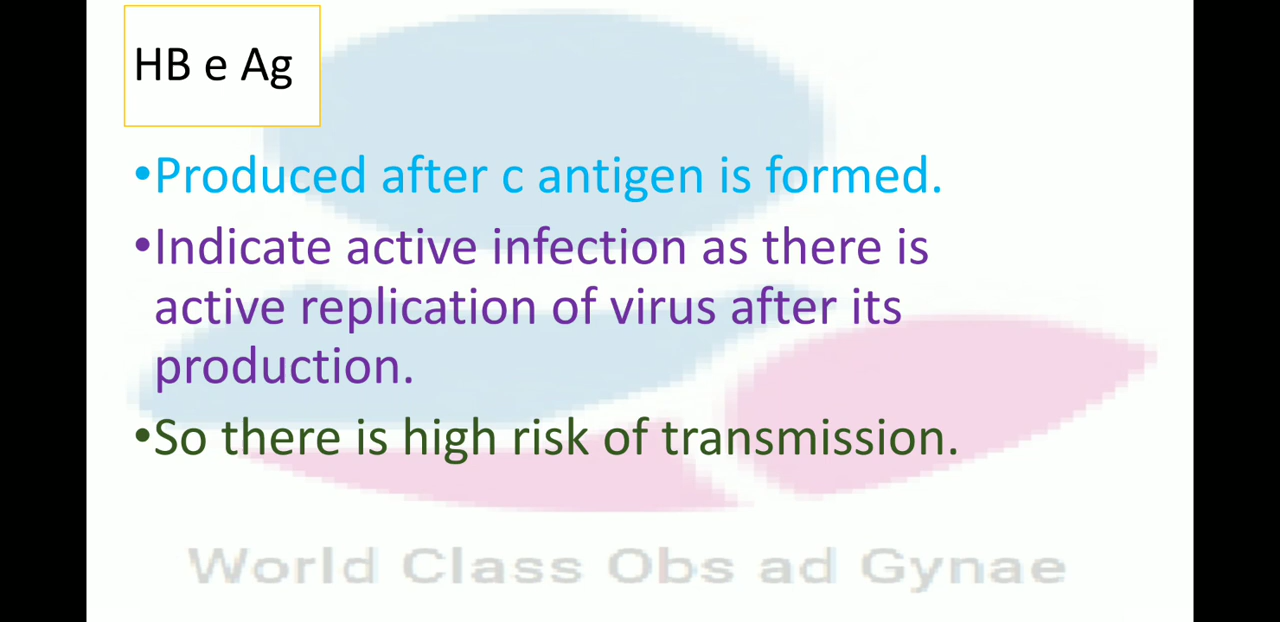 HB e Ag
•Produced after c antigen is formed.
•Indicate active infection as there is
active replication of virus after its
production.
•So there is high risk of transmission.
World Class Obs ad Gynae